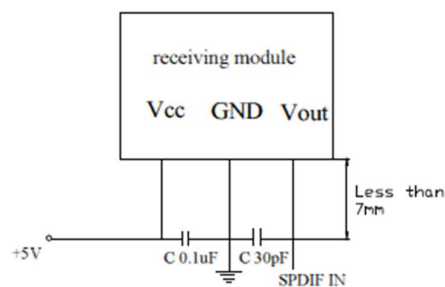 receiving module
Vcc GND Vout
Less than
7mm
+5V
C 0.1uF C 30pF
SPDIF IN